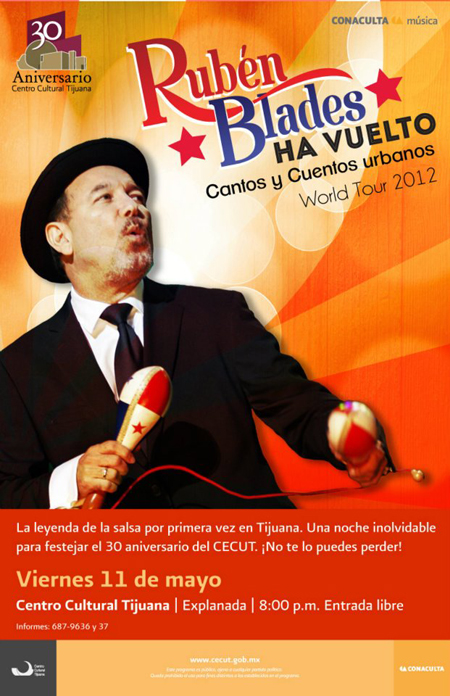 30
Aniversario
Centro Cultural Tijuana
CONACULTA música
Rubén
Blades
HA VUELTO
Cantos y Cuentos urbanos
World Tour 2012
La leyenda de la salsa por primera vez en Tijuana. Una noche inolvidable
para festejar el 30 aniversario del CECUT. ¡No te lo puedes perder!
Viernes 11 de mayo
Centro Cultural Tijuana | Explanada | 8:00 p.m. Entrada libre
Informes: 687-9636 y 37
Centro
Cultural
Tijuana
www.cecut.gob.mx
CONACULTA